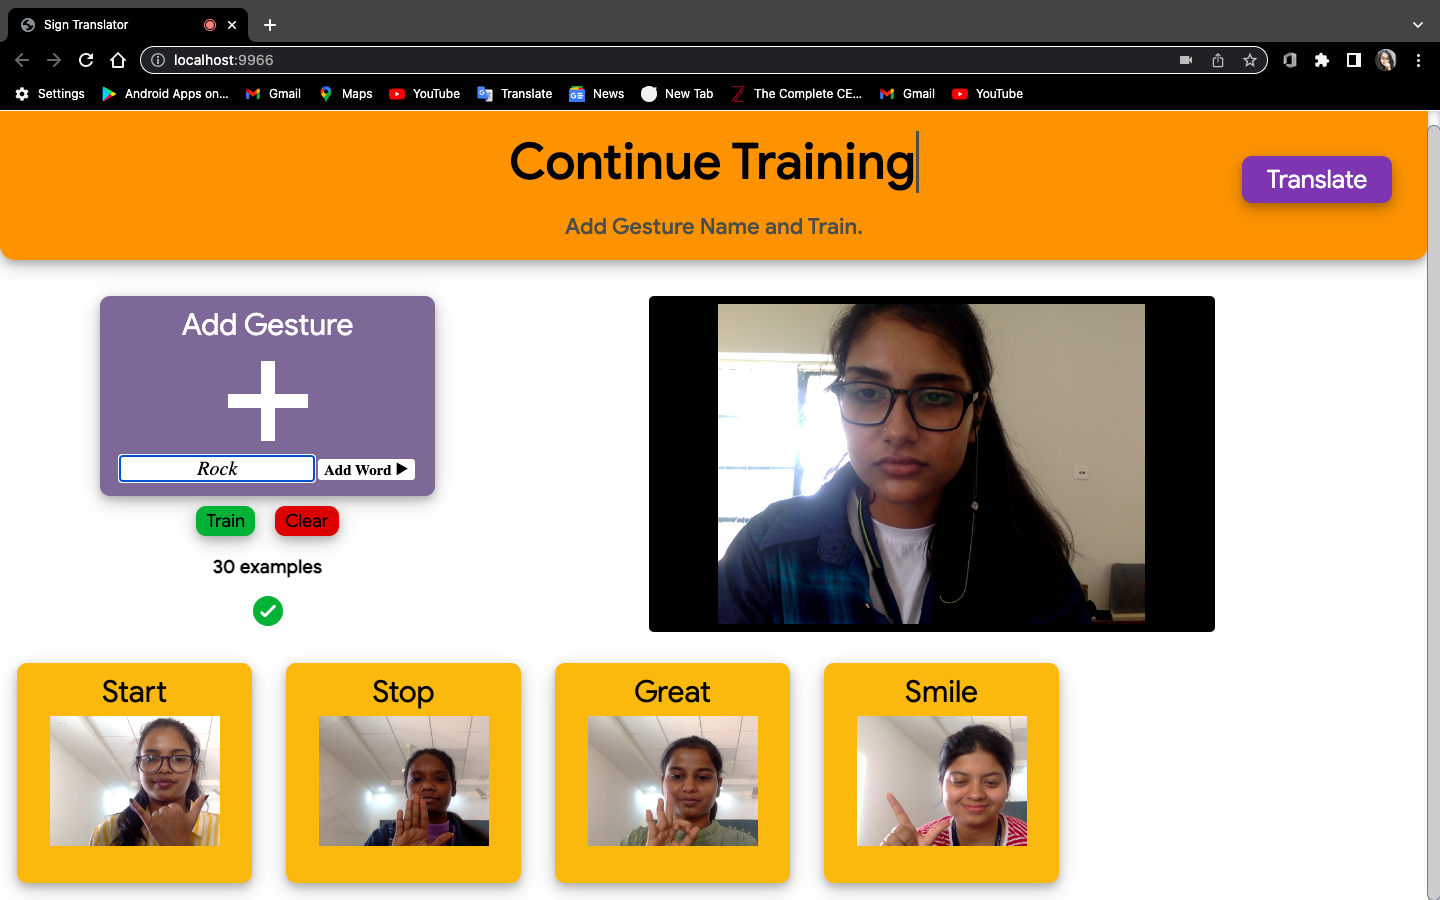 Sign Translator
localhost:9966
Settings Android Apps on... Gmail Maps YouTube Translate News New Tab The Complete CE... Gmail YouTube
Continue Training
Translate
Add Gesture Name and Train.
Add Gesture
Rock Add Word
Train Clear
30 examples
Start Stop Great Smile